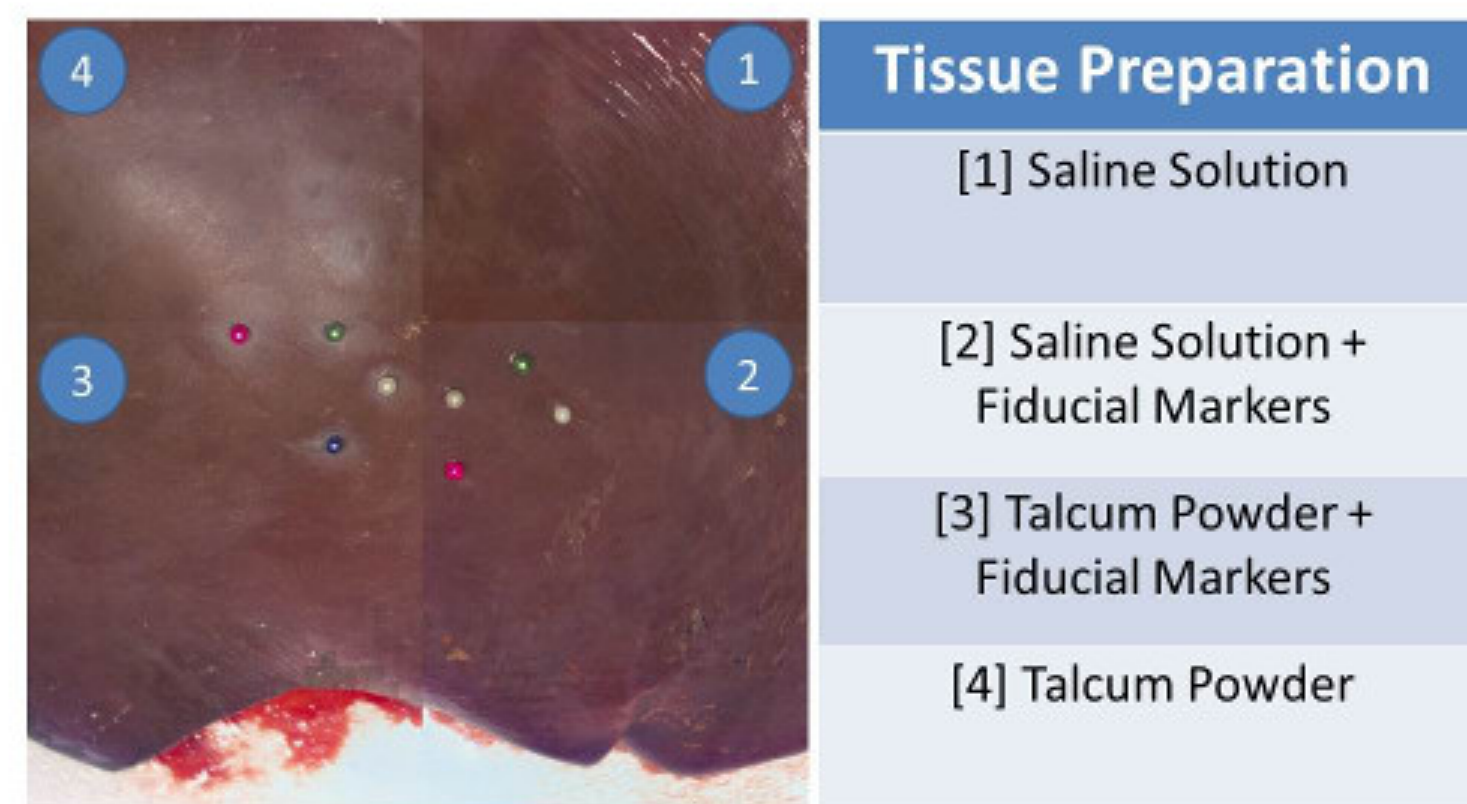 4
1
3
2
Tissue Preparation
[1] Saline Solution
[2] Saline Solution +
Fiducial Markers
[3] Talcum Powder +
Fiducial Markers
[4] Talcum Powder